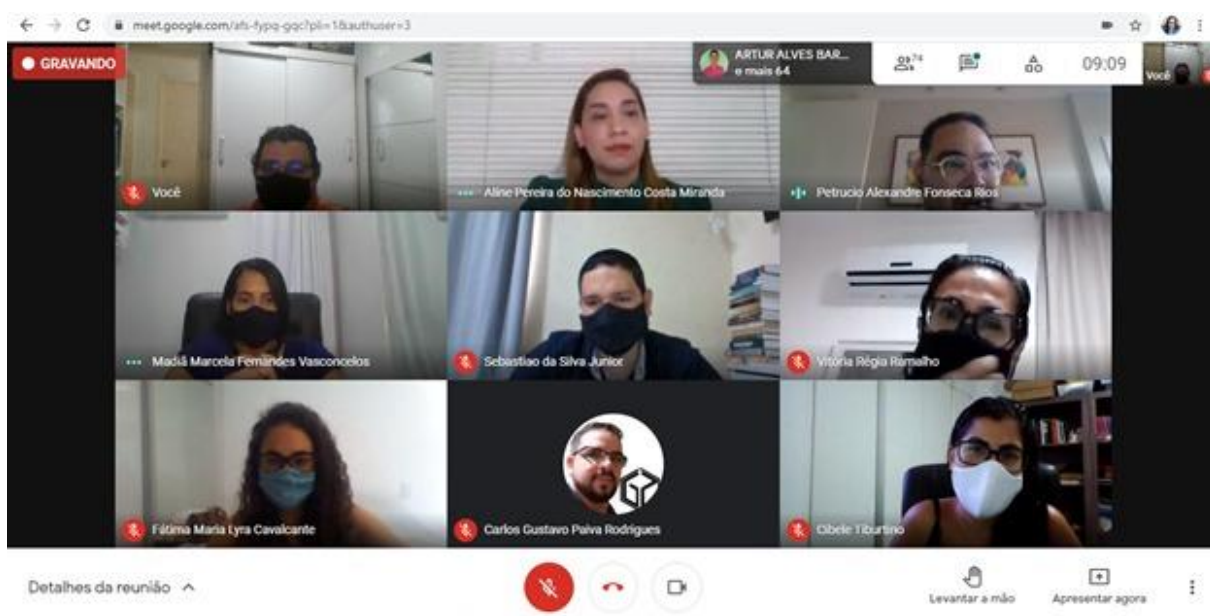 meet.google.com/afs-fypq-gqc?pli=1&authuser=3
GRAVANDO
ARTUR ALVES BAR...
e mais 64
74
09:09
Você
Você
Aline Pereira do Nascimento Costa Miranda
Petrucio Alexandre Fonseca Rios
Madiã Marcela Fernandes Vasconcelos
Sebastiao da Silva Junior
Vitória Régia Ramalho
Fátima Maria Lyra Cavalcante
Carlos Gustavo Paiva Rodrigues
Cibele Tiburtino
Detalhes da reunião
Levantar a mão
Apresentar agora